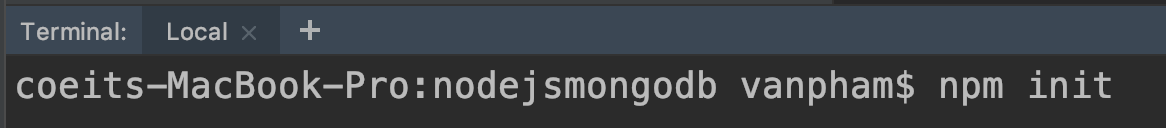 Terminal: Local × +
coeits-MacBook-Pro:nodejsmongodb vanpham$ npm init